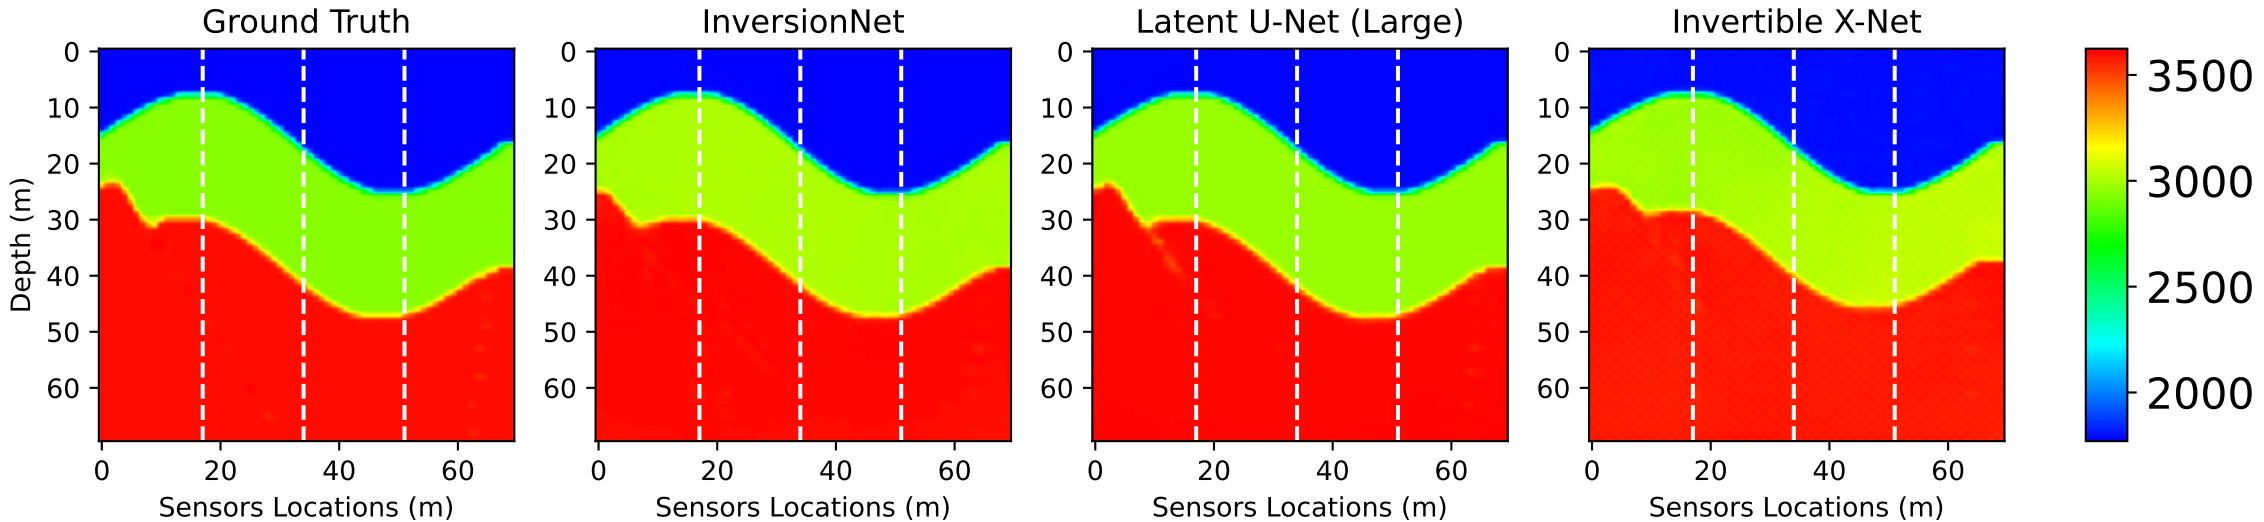 Ground Truth
InversionNet
Latent U-Net (Large)
Invertible X-Net
Depth (m)
0
10
20
30
40
50
60
0
10
20
30
40
50
60
0
10
20
30
40
50
60
0
10
20
30
40
50
60
0 20 40 60
0 20 40 60
0 20 40 60
0 20 40 60
Sensors Locations (m)
Sensors Locations (m)
Sensors Locations (m)
Sensors Locations (m)
3500
3000
2500
2000